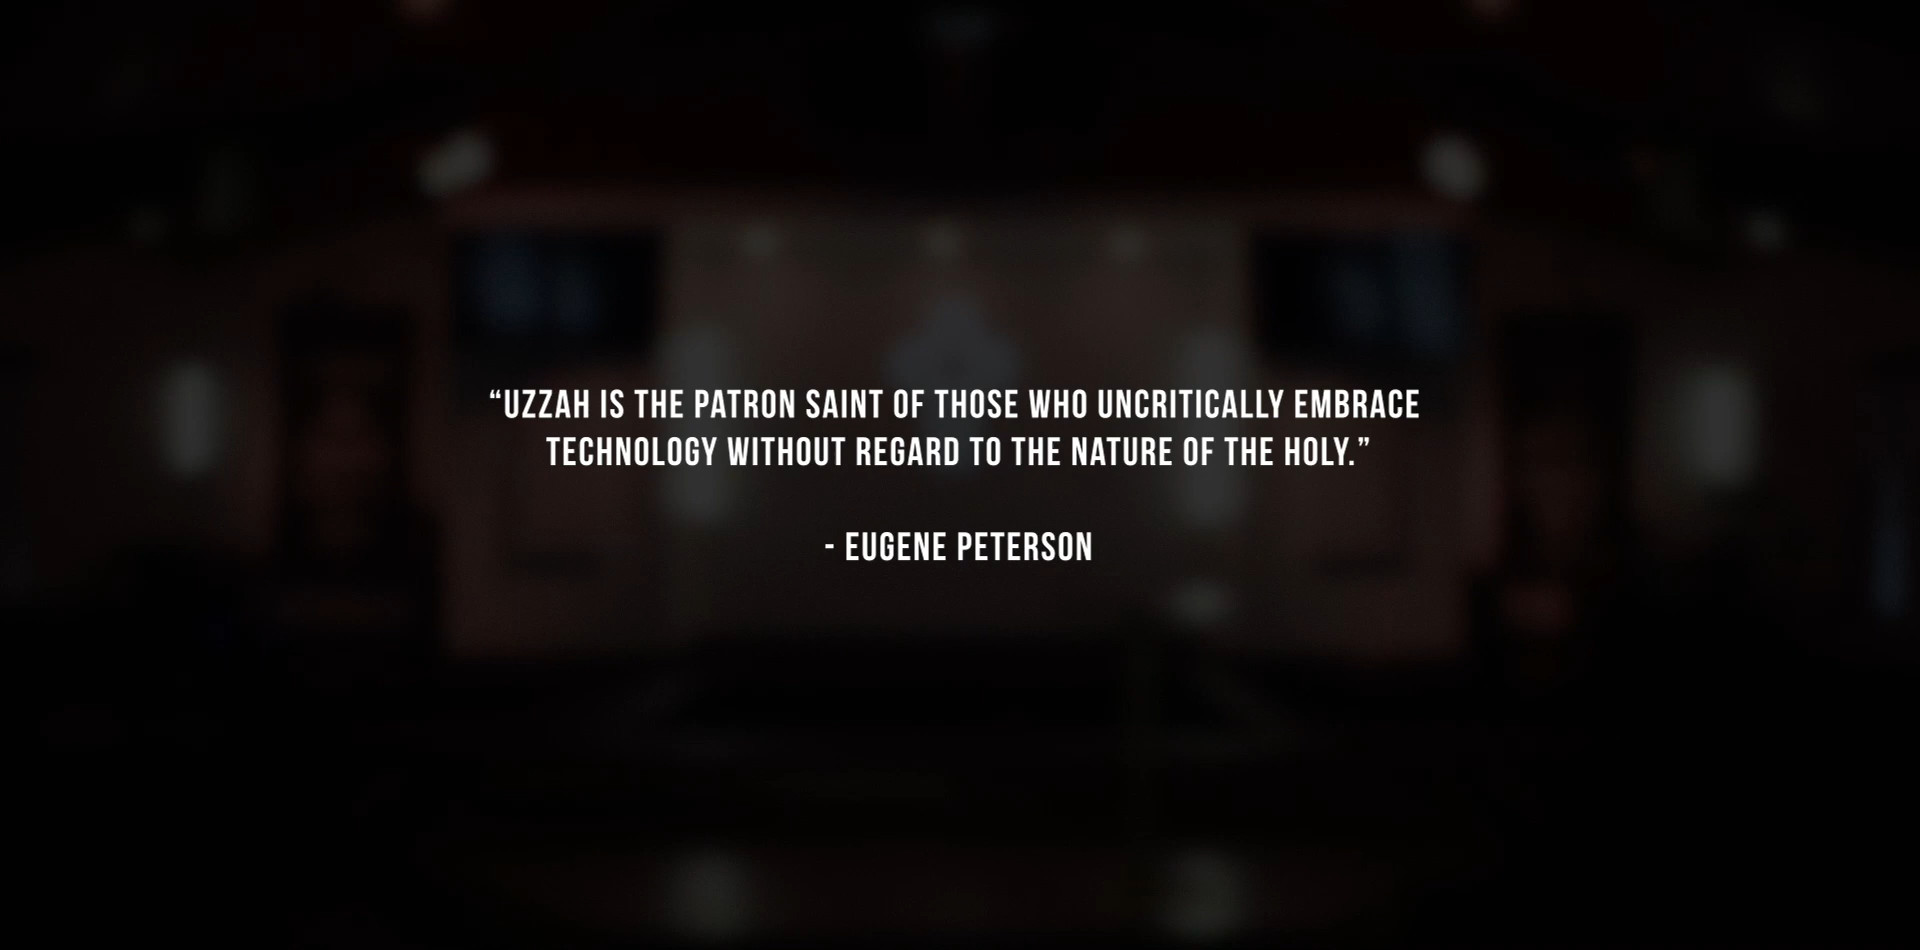 “UZZAH IS THE PATRON SAINT OF THOSE WHO UNCRITICALLY EMBRACE
TECHNOLOGY WITHOUT REGARD TO THE NATURE OF THE HOLY.”
- EUGENE PETERSON